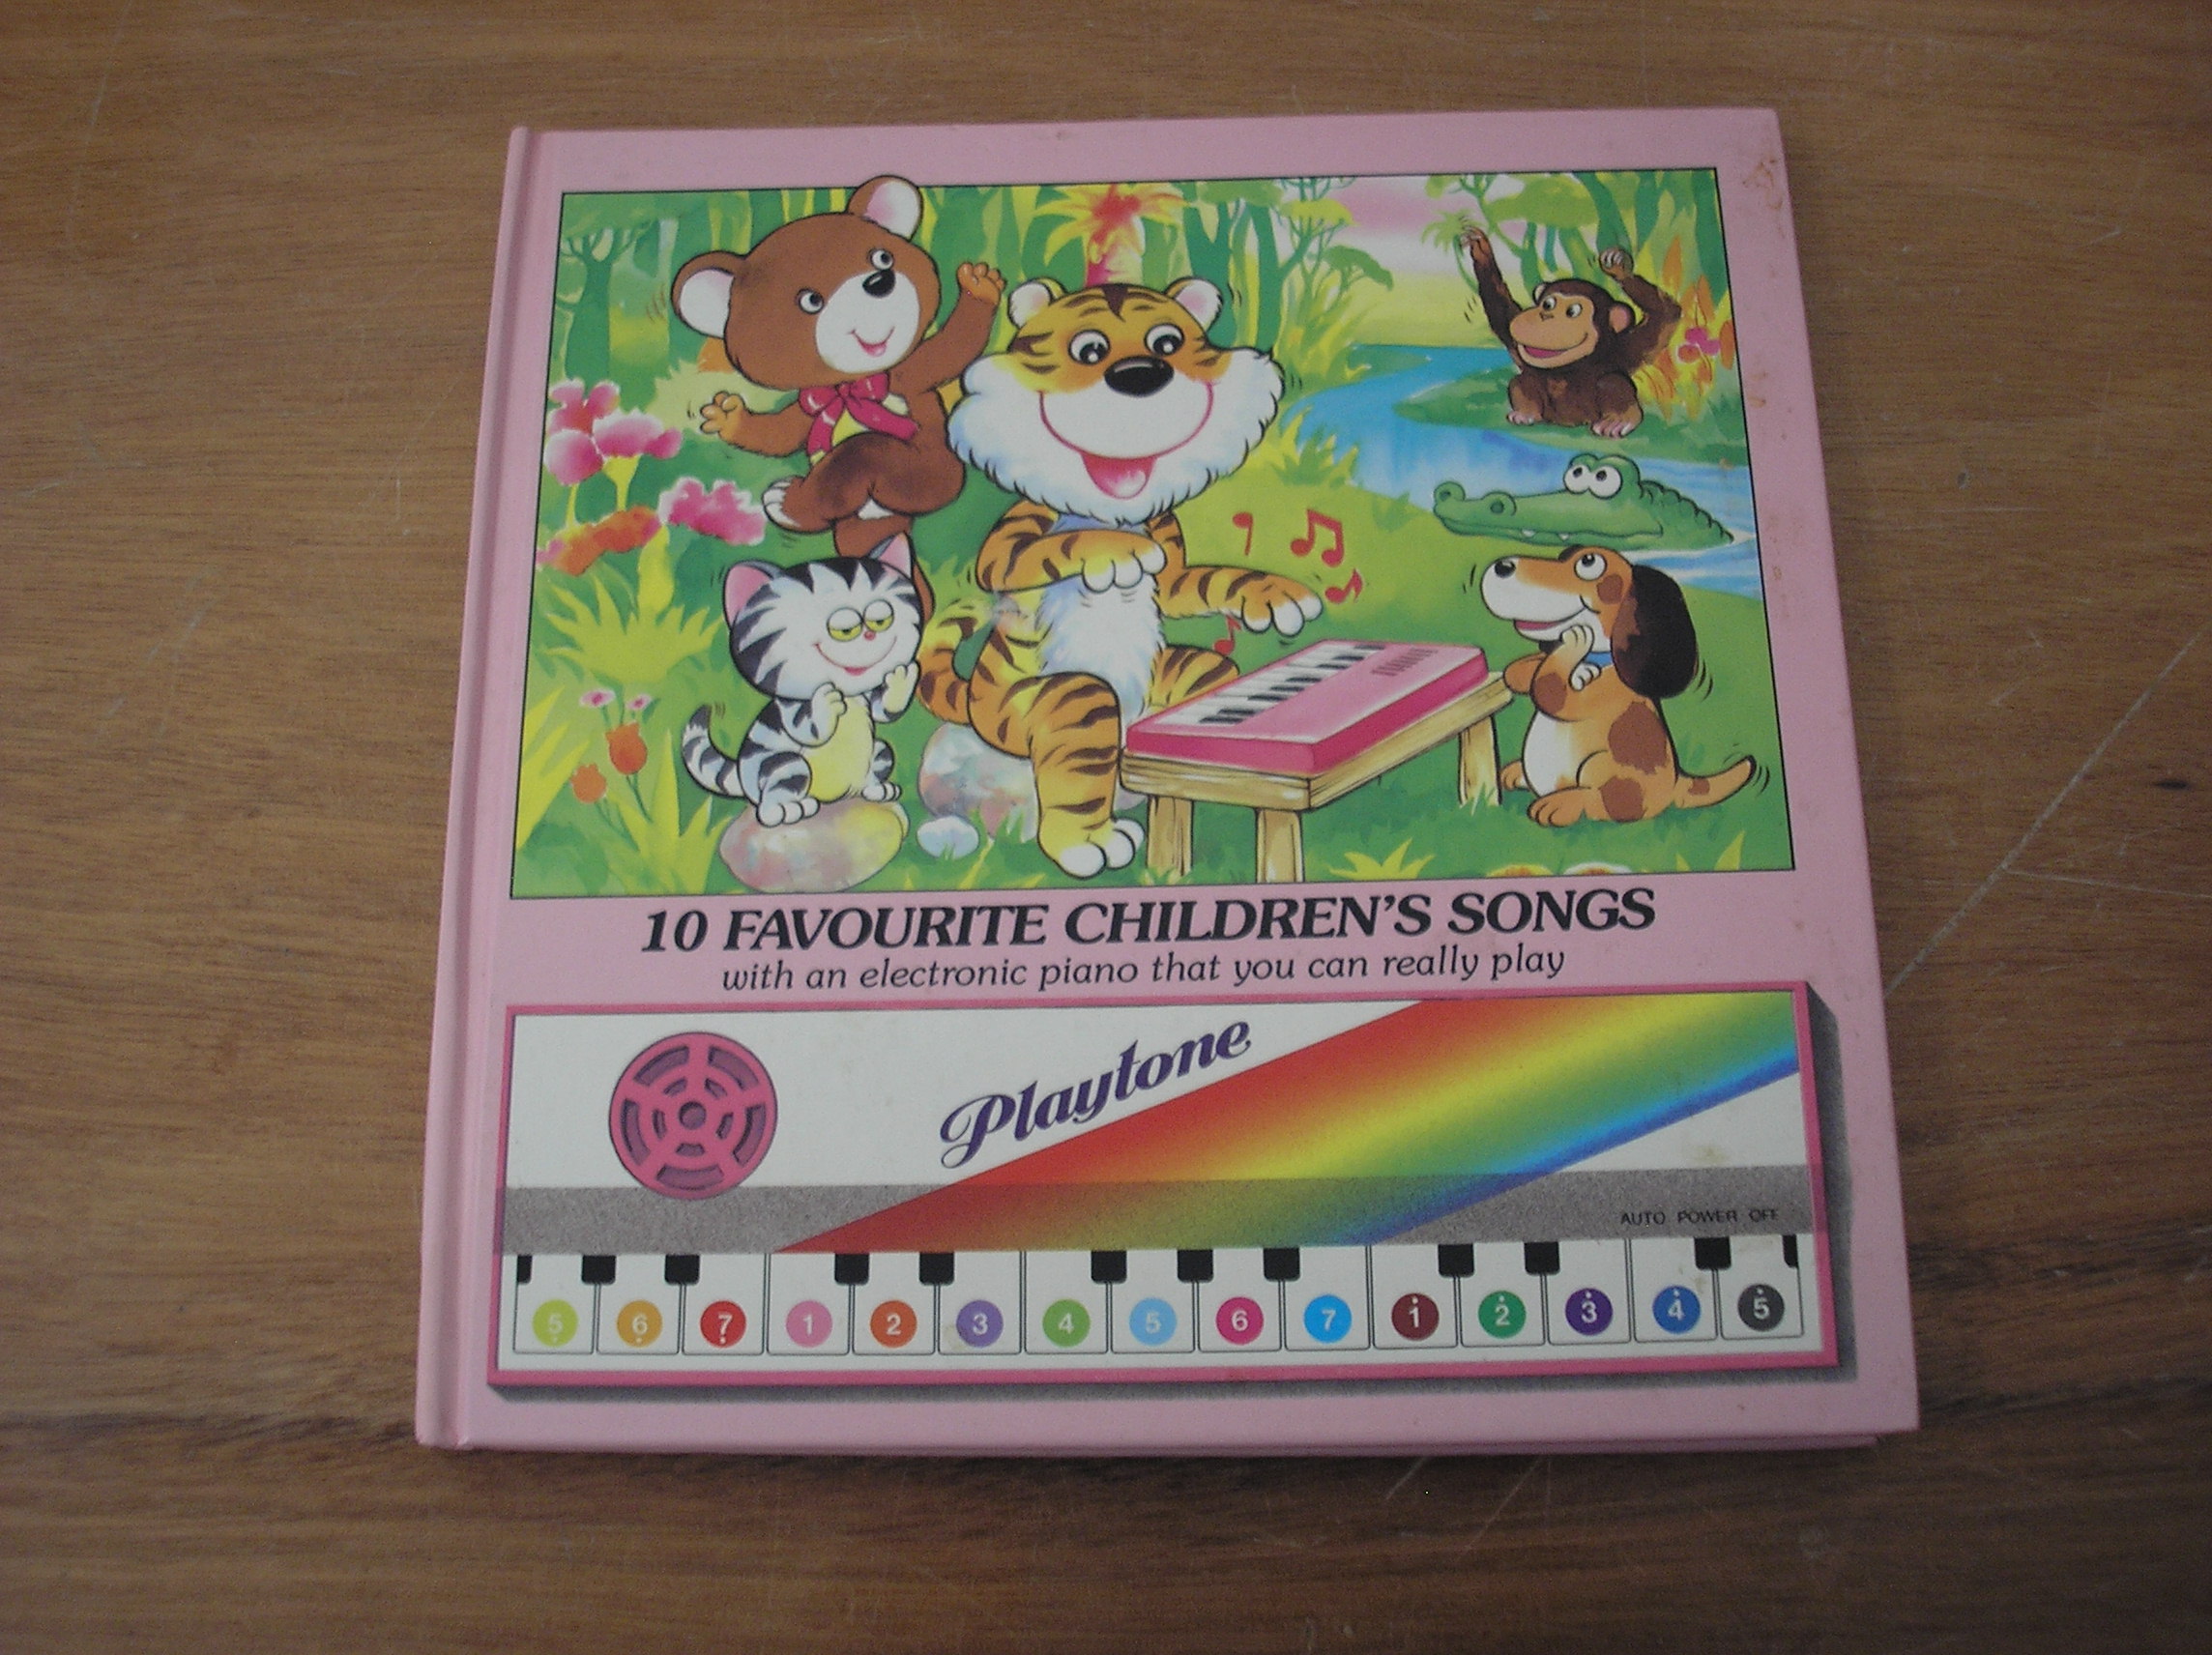 10 FAVOURITE CHILDREN'S SONGS
with an electronic piano that you can really play
Playtone
AUTO POWER OFF
5 6 7 1 2 3 4 5 6 7 1 2 3 4 5